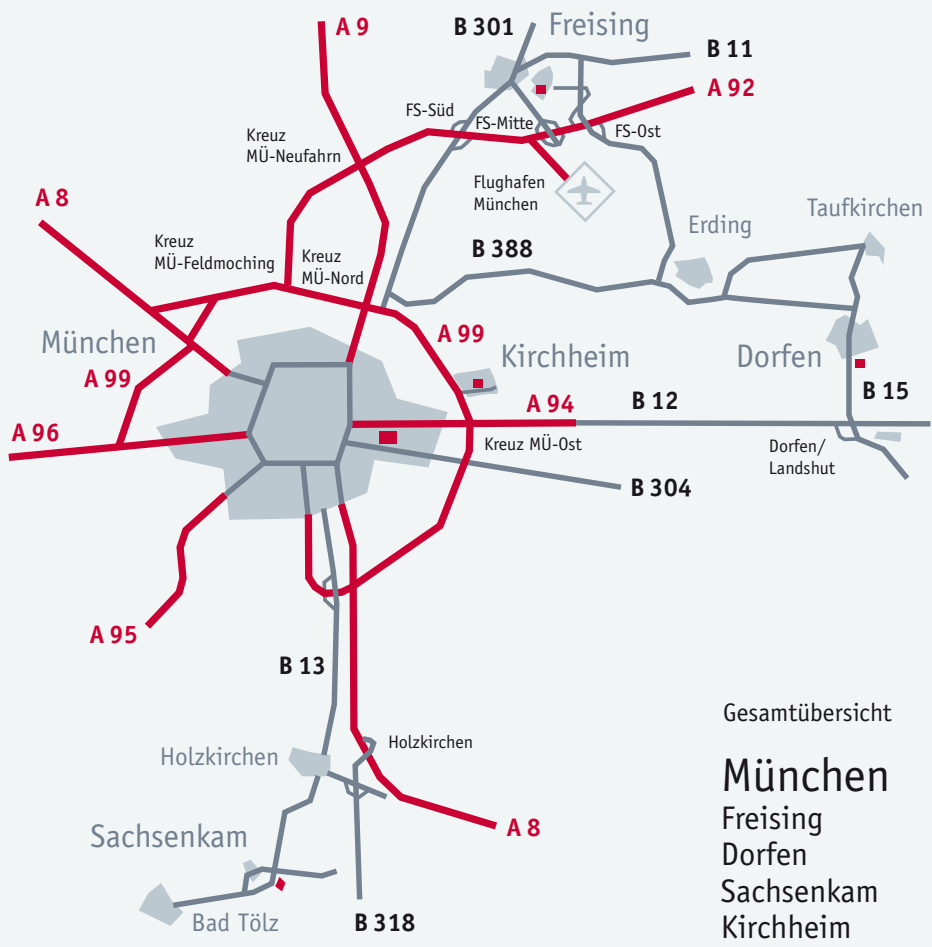 A 9
B 301
Freising
B 11
A 92
FS-Süd
FS-Mitte
FS-Ost
Kreuz
MÜ-Neufahrn
Flughafen
München
A 8
Taufkirchen
Erding
Kreuz
MÜ-Feldmoching
Kreuz
MÜ-Nord
B 388
München
A 99
Kirchheim
Dorfen
A 99
B 15
A 96
A 94
B 12
Kreuz MÜ-Ost
Dorfen/
Landshut
B 304
A 95
B 13
Holzkirchen
Holzkirchen
A 8
Sachsenkam
Bad Tölz
B 318
Gesamtübersicht
München
Freising
Dorfen
Sachsenkam
Kirchheim